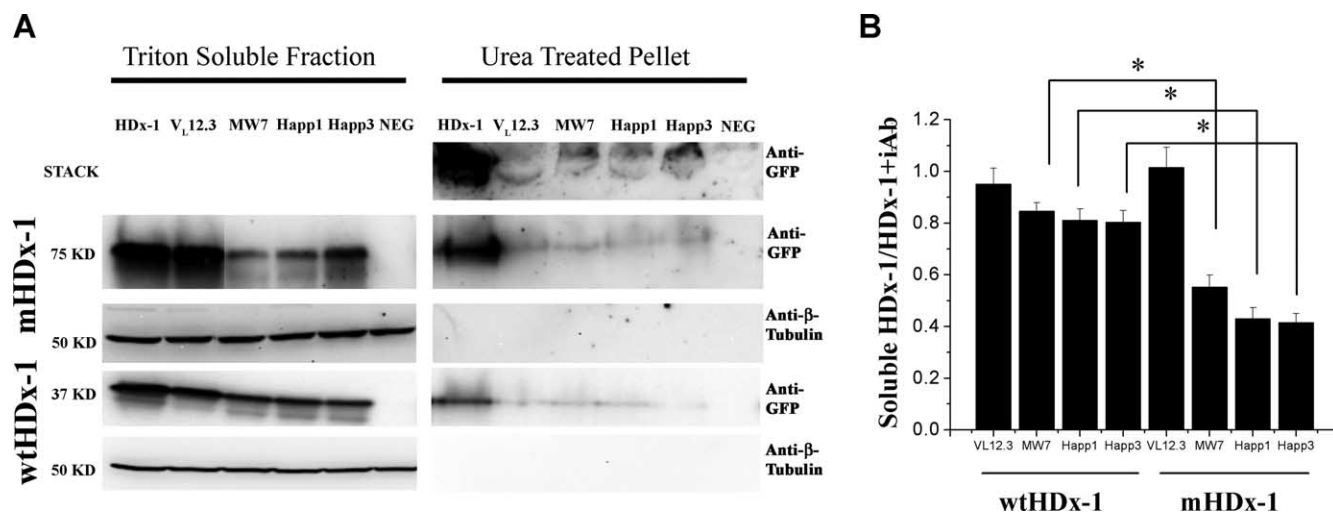 A
Triton Soluble Fraction
Urea Treated Pellet
HDx-1 VL12.3 MW7 Happ1 Happ3 NEG
HDx-1 VL12.3 MW7 Happ1 Happ3 NEG
STACK
Anti-
GFP
mHDx-1
75 KD
Anti-
GFP
50 KD
Anti-β-
Tubulin
wtHDx-1
37 KD
Anti-
GFP
50 KD
Anti-β-
Tubulin
B
*
*
*
Soluble HDx-1/HDx-1+iAb
1.2
1.0
0.8
0.6
0.4
0.2
0.0
VL12.3 MW7 Happ1 Happ3 VL12.3 MW7 Happ1 Happ3
wtHDx-1 mHDx-1